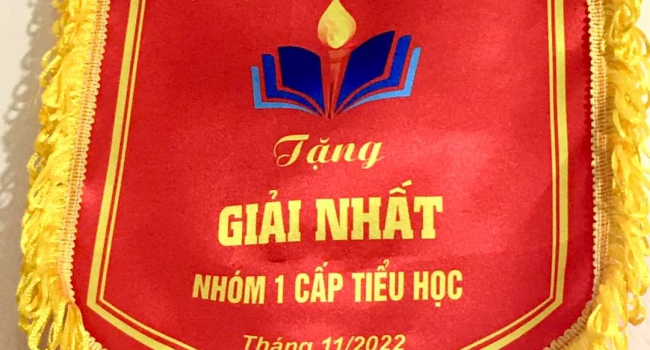 Tặng
GIẢI NHẤT
NHÓM 1 CẤP TIỂU HỌC
Tháng 11/2022